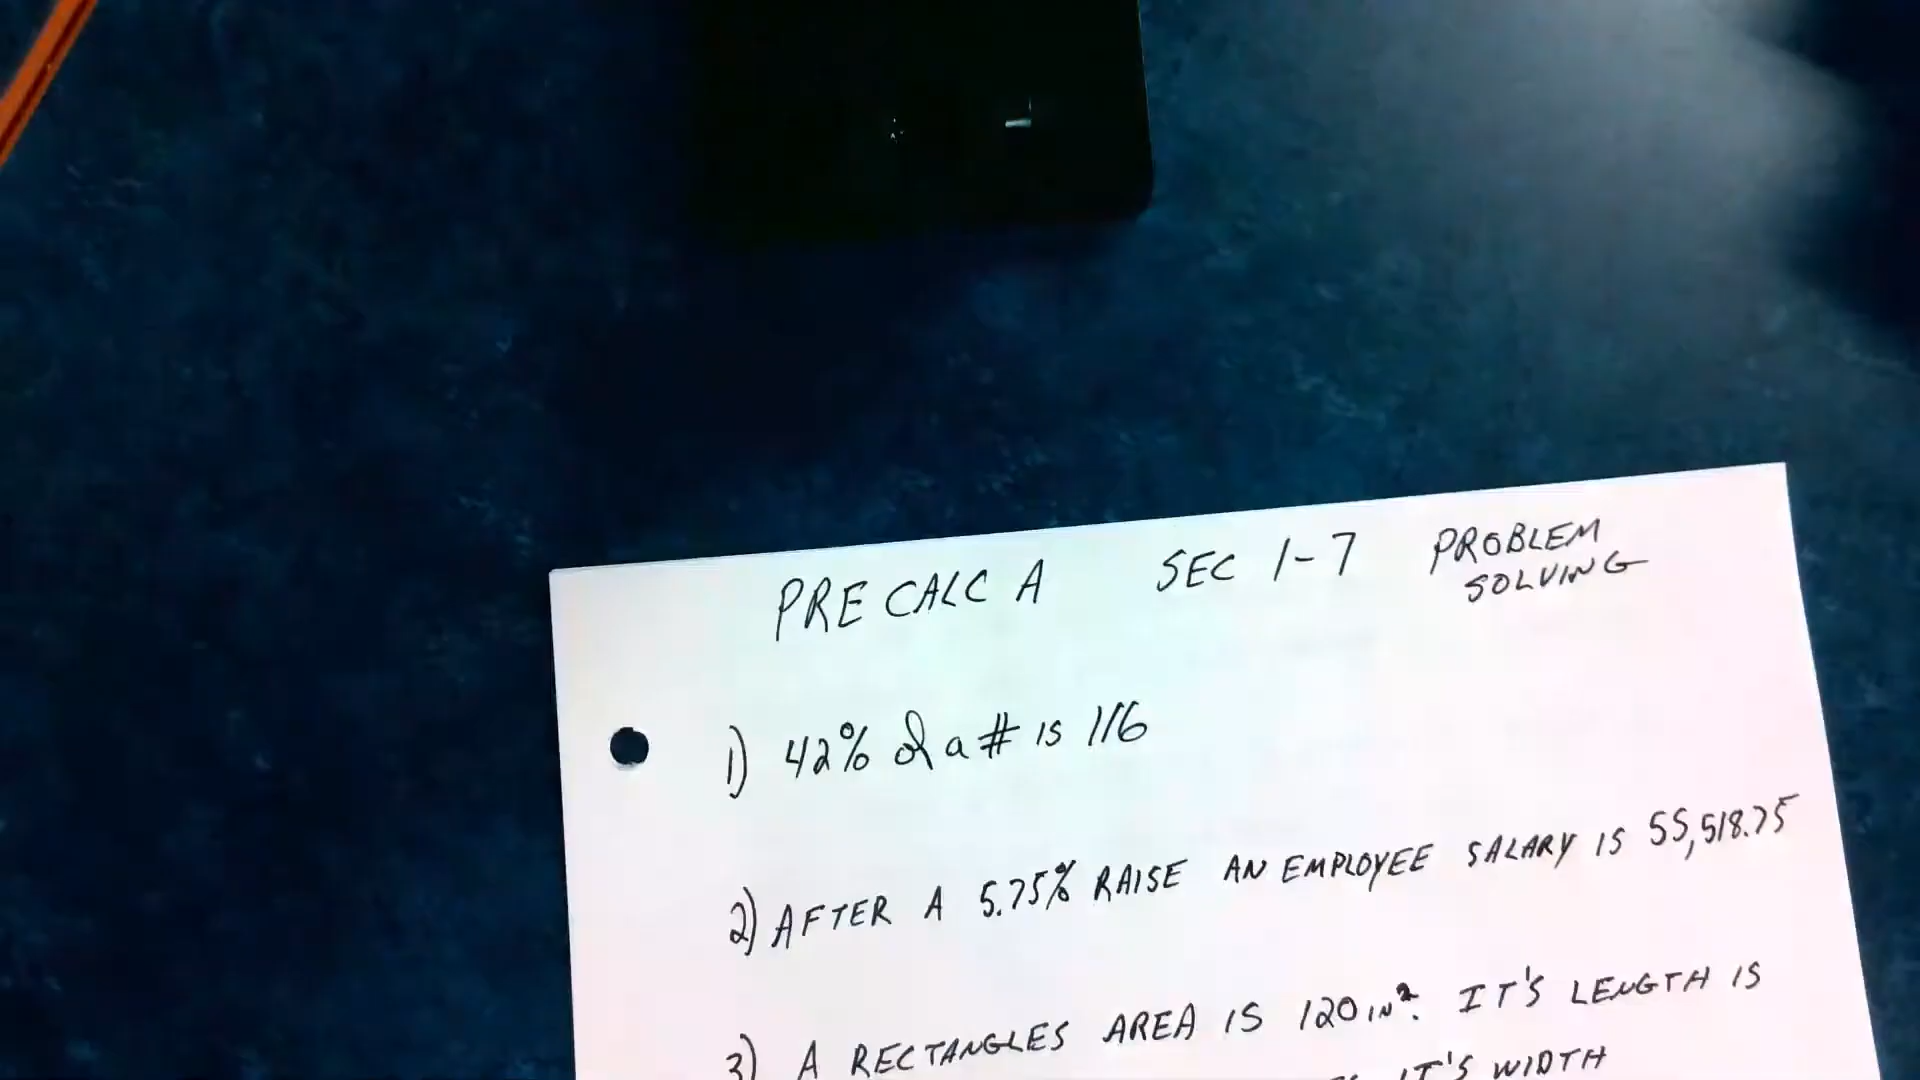 PRE CALC A SEC 1-7 PROBLEM
SOLVING
1) 42% of a # IS 116
2) AFTER A 5.75% RAISE AN EMPLOYEE SALARY IS 55,518.75
3) A RECTANGLES AREA IS 120 IN². IT'S LENGTH IS
IT'S WIDTH